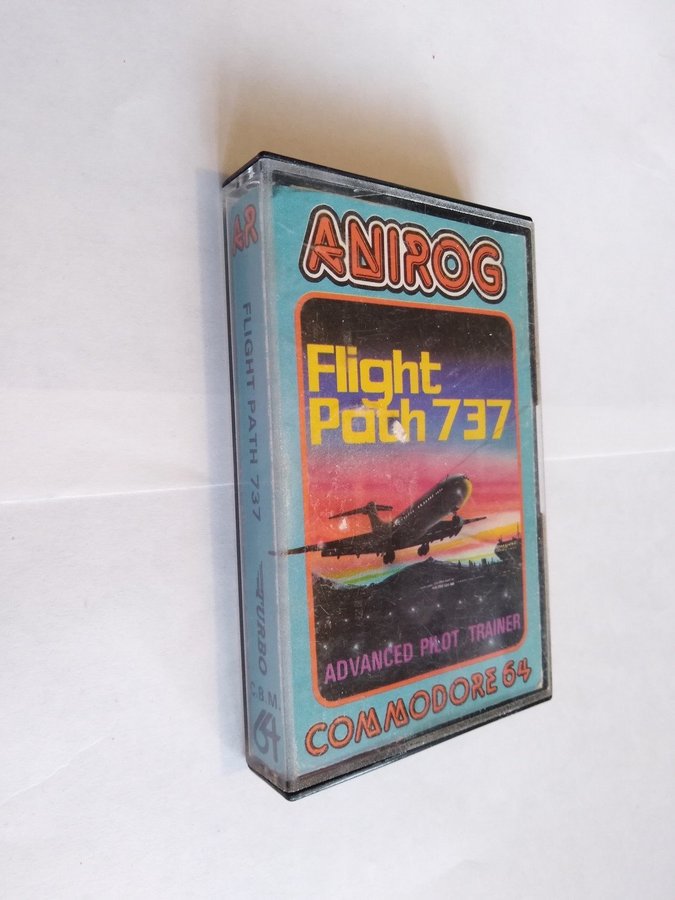 ANIROG
Flight
Path 737
ADVANCED PILOT TRAINER
COMMODORE 64
AR
FLIGHT PATH 737
TURBO
C.B.M.
64